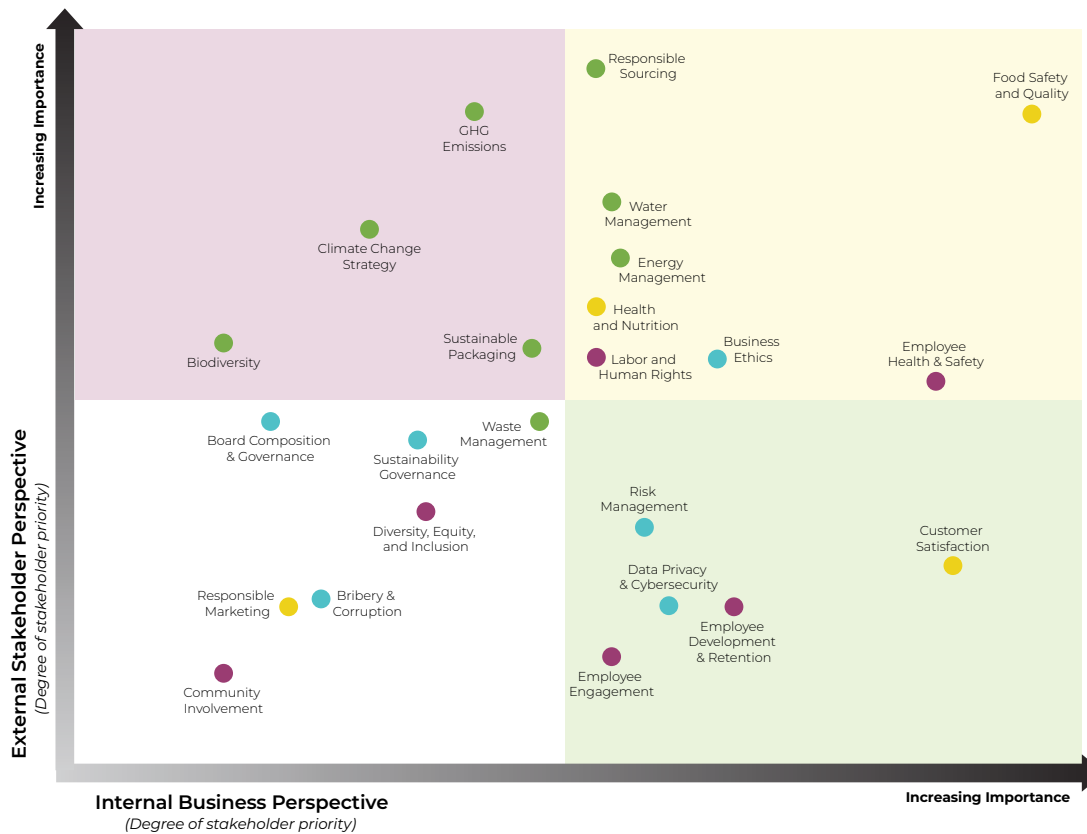 Increasing Importance
External Stakeholder Perspective
(Degree of stakeholder priority)
Responsible
Sourcing
Food Safety
and Quality
GHG
Emissions
Water
Management
Climate Change
Strategy
Energy
Management
Health
and Nutrition
Sustainable
Packaging
Biodiversity
Labor and
Human Rights
Business
Ethics
Employee
Health & Safety
Board Composition
& Governance
Sustainability
Governance
Waste
Management
Diversity, Equity,
and Inclusion
Risk
Management
Customer
Satisfaction
Data Privacy
& Cybersecurity
Responsible
Marketing
Bribery &
Corruption
Employee
Development
& Retention
Employee
Engagement
Community
Involvement
Internal Business Perspective
(Degree of stakeholder priority)
Increasing Importance